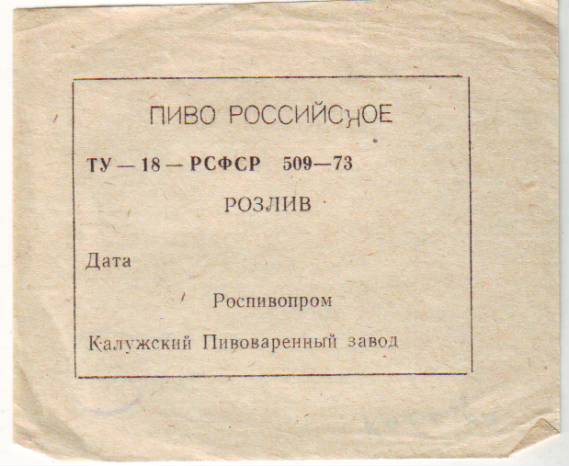 ПИВО РОССИЙСКОЕ
ТУ — 18 — РСФСР 509—73
РОЗЛИВ
Дата
Роспивопром
Калужский Пивоваренный завод